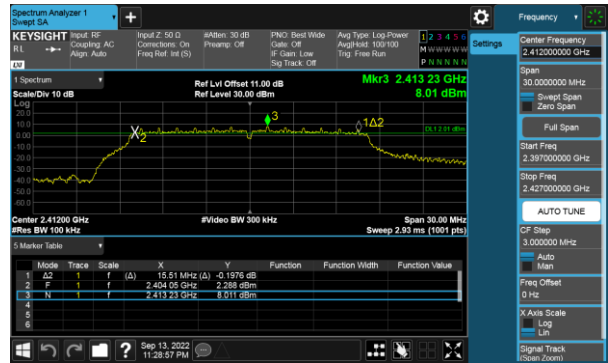 Spectrum Analyzer 1
Swept SA
Frequency
KEYSIGHT
RL
LXI
Input: RF
Coupling: AC
Align: Auto
Input Z: 50 Ω
Corrections: On
Freq Ref: Int (S)
#Atten: 30 dB
Preamp: Off
PNO: Best Wide
Gate: Off
IF Gain: Low
Sig Track: Off
Avg Type: Log-Power
Avg|Hold: 100/100
Trig: Free Run
1 2 3 4 5 6
M W W W W W
P N N N N N
Settings
1 Spectrum
Scale/Div 10 dB
Ref Lvl Offset 11.00 dB
Ref Level 30.00 dBm
Mkr3 2.413 23 GHz
8.01 dBm
Log
20.0
10.0
0.00
-10.0
-20.0
-30.0
-40.0
-50.0
-60.0
X2
3
1Δ2
DL1 2.01 dBm
Center 2.41200 GHz
#Res BW 100 kHz
#Video BW 300 kHz
Span 30.00 MHz
Sweep 2.93 ms (1001 pts)
5 Marker Table
Mode Trace Scale X Y Function Function Width Function Value
1 Δ2 1 f (Δ) 15.51 MHz (Δ) -0.1976 dB
2 F 1 f 2.404 05 GHz 2.288 dBm
3 N 1 f 2.413 23 GHz 8.011 dBm
4
5
6
Center Frequency
2.412000000 GHz
Span
30.0000000 MHz
Swept Span
Zero Span
Full Span
Start Freq
2.397000000 GHz
Stop Freq
2.427000000 GHz
AUTO TUNE
CF Step
3.000000 MHz
Auto
Man
Freq Offset
0 Hz
X Axis Scale
Log
Lin
Signal Track
(Span Zoom)
?
Sep 13, 2022
11:28:57 PM